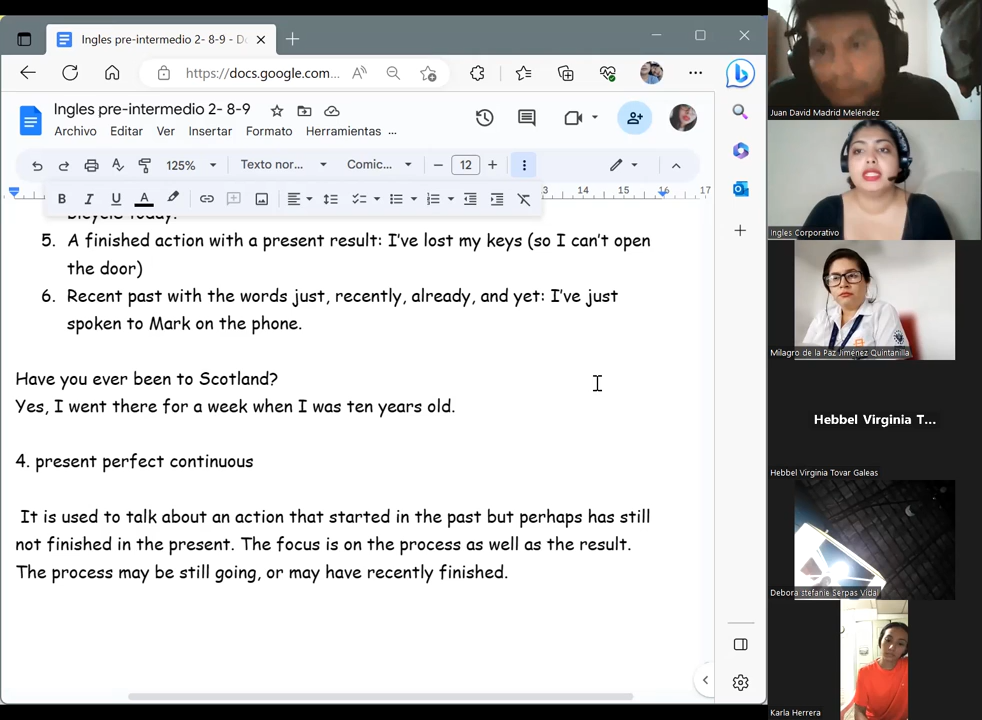 Ingles pre-intermedio 2- 8-9 - Do
https://docs.google.com...
Ingles pre-intermedio 2- 8-9
Archivo Editar Ver Insertar Formato Herramientas ...
125% Texto nor... Comic... 12
13 14 15 16 17
bicycle today.
5. A finished action with a present result: I've lost my keys (so I can't open
the door)
6. Recent past with the words just, recently, already, and yet: I've just
spoken to Mark on the phone.
Have you ever been to Scotland?
Yes, I went there for a week when I was ten years old.
4. present perfect continuous
It is used to talk about an action that started in the past but perhaps has still
not finished in the present. The focus is on the process as well as the result.
The process may be still going, or may have recently finished.
Juan David Madrid Meléndez
Ingles Corporativo
Milagro de la Paz Jiménez Quintanilla
Hebbel Virginia T...
Hebbel Virginia Tovar Galeas
Debora stefanie Serpas Vidal
Karla Herrera